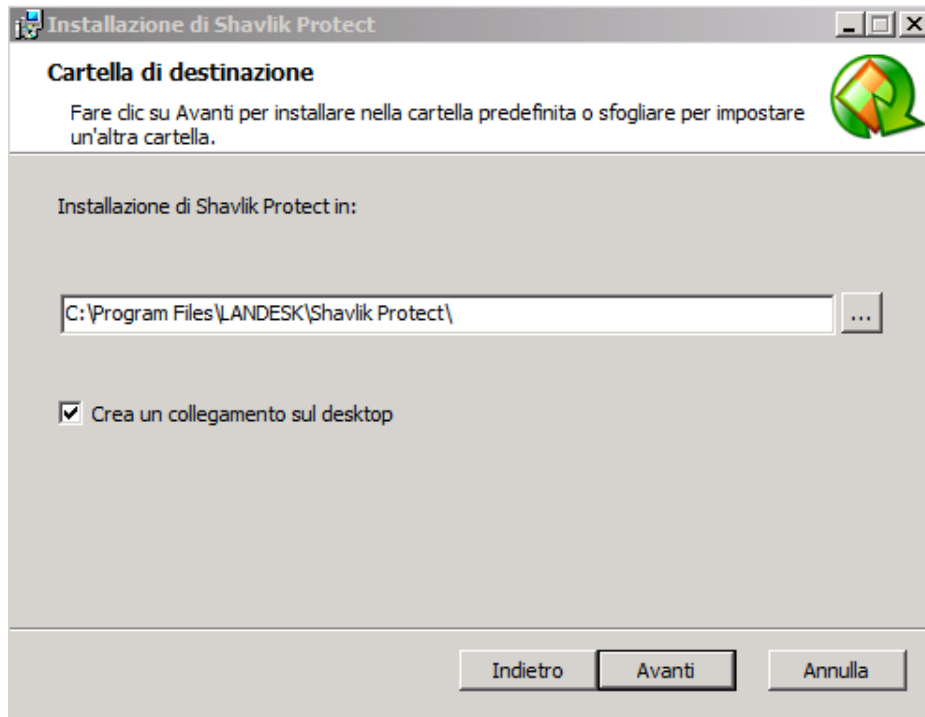 Installazione di Shavlik Protect
Cartella di destinazione
Fare clic su Avanti per installare nella cartella predefinita o sfogliare per impostare
un'altra cartella.
Installazione di Shavlik Protect in:
C:\Program Files\LANDESK\Shavlik Protect\
...
Crea un collegamento sul desktop
Indietro Avanti Annulla